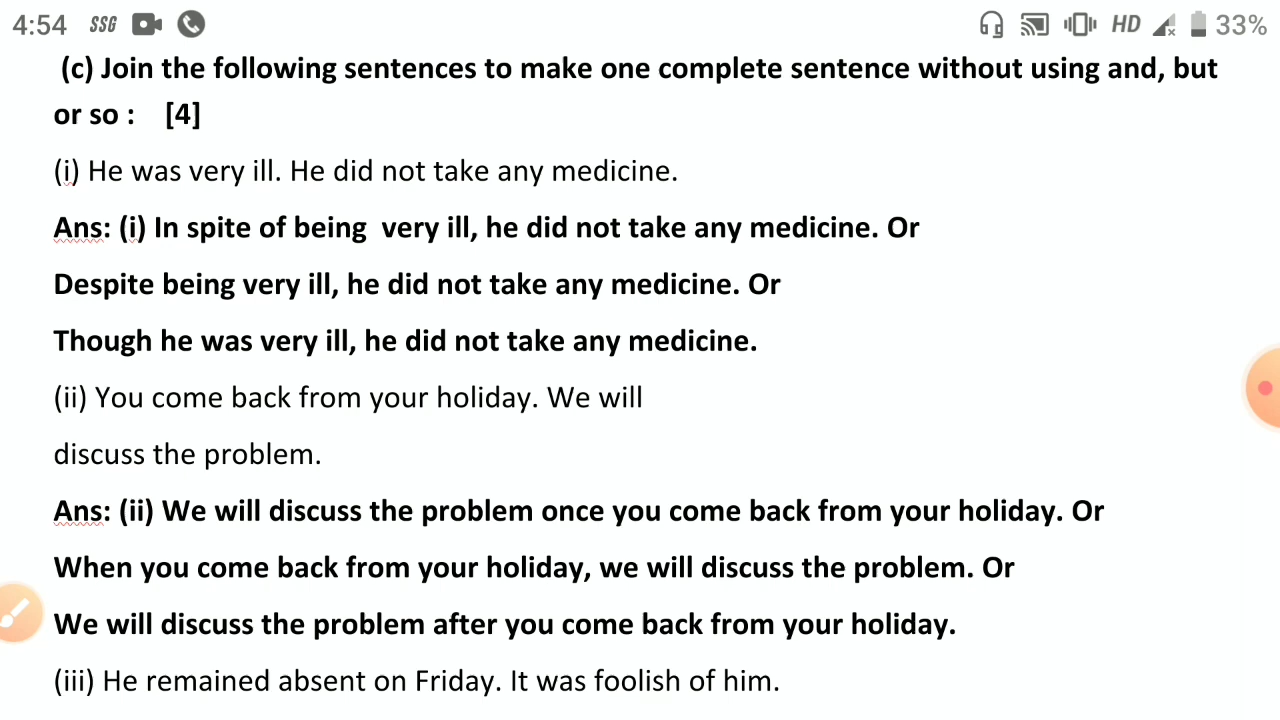 4:54 SSG HD 33%
(c) Join the following sentences to make one complete sentence without using and, but
or so : [4]
(i) He was very ill. He did not take any medicine.
Ans: (i) In spite of being very ill, he did not take any medicine. Or
Despite being very ill, he did not take any medicine. Or
Though he was very ill, he did not take any medicine.
(ii) You come back from your holiday. We will
discuss the problem.
Ans: (ii) We will discuss the problem once you come back from your holiday. Or
When you come back from your holiday, we will discuss the problem. Or
We will discuss the problem after you come back from your holiday.
(iii) He remained absent on Friday. It was foolish of him.